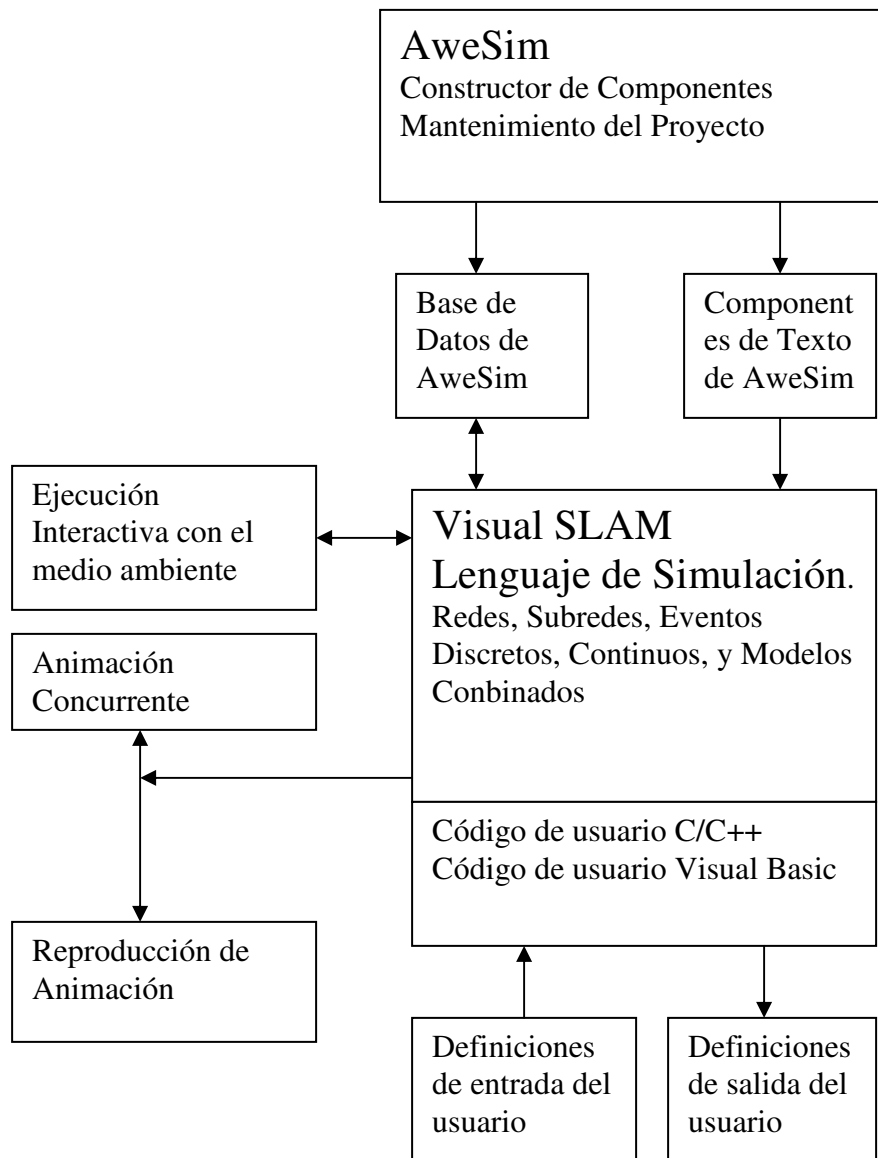 AweSim
Constructor de Componentes
Mantenimiento del Proyecto
Base de
Datos de
AweSim
Component
es de Texto
de AweSim
Ejecución
Interactiva con el
medio ambiente
Visual SLAM
Lenguaje de Simulación.
Redes, Subredes, Eventos
Discretos, Continuos, y Modelos
Conbinados
Animación
Concurrente
Código de usuario C/C++
Código de usuario Visual Basic
Reproducción de
Animación
Definiciones
de entrada del
usuario
Definiciones
de salida del
usuario